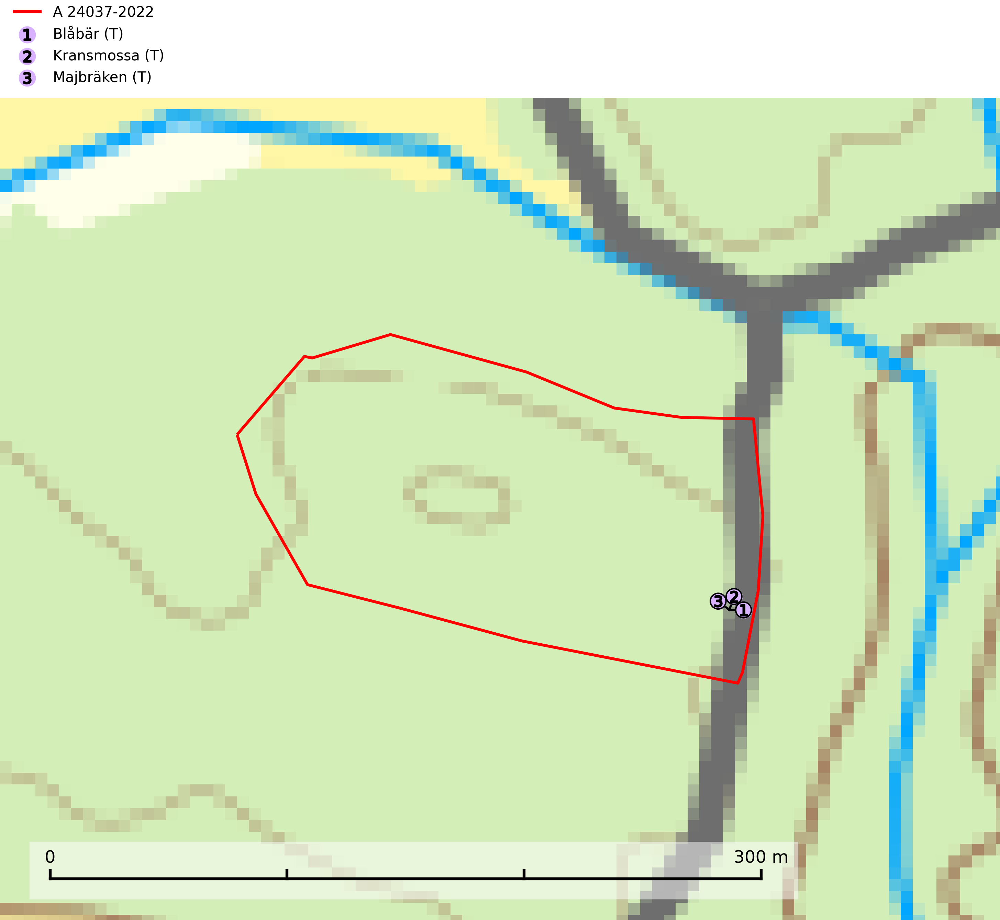 A 24037-2022
1 Blåbär (T)
2 Kransmossa (T)
3 Majbräken (T)
3 2 1
0 300 m